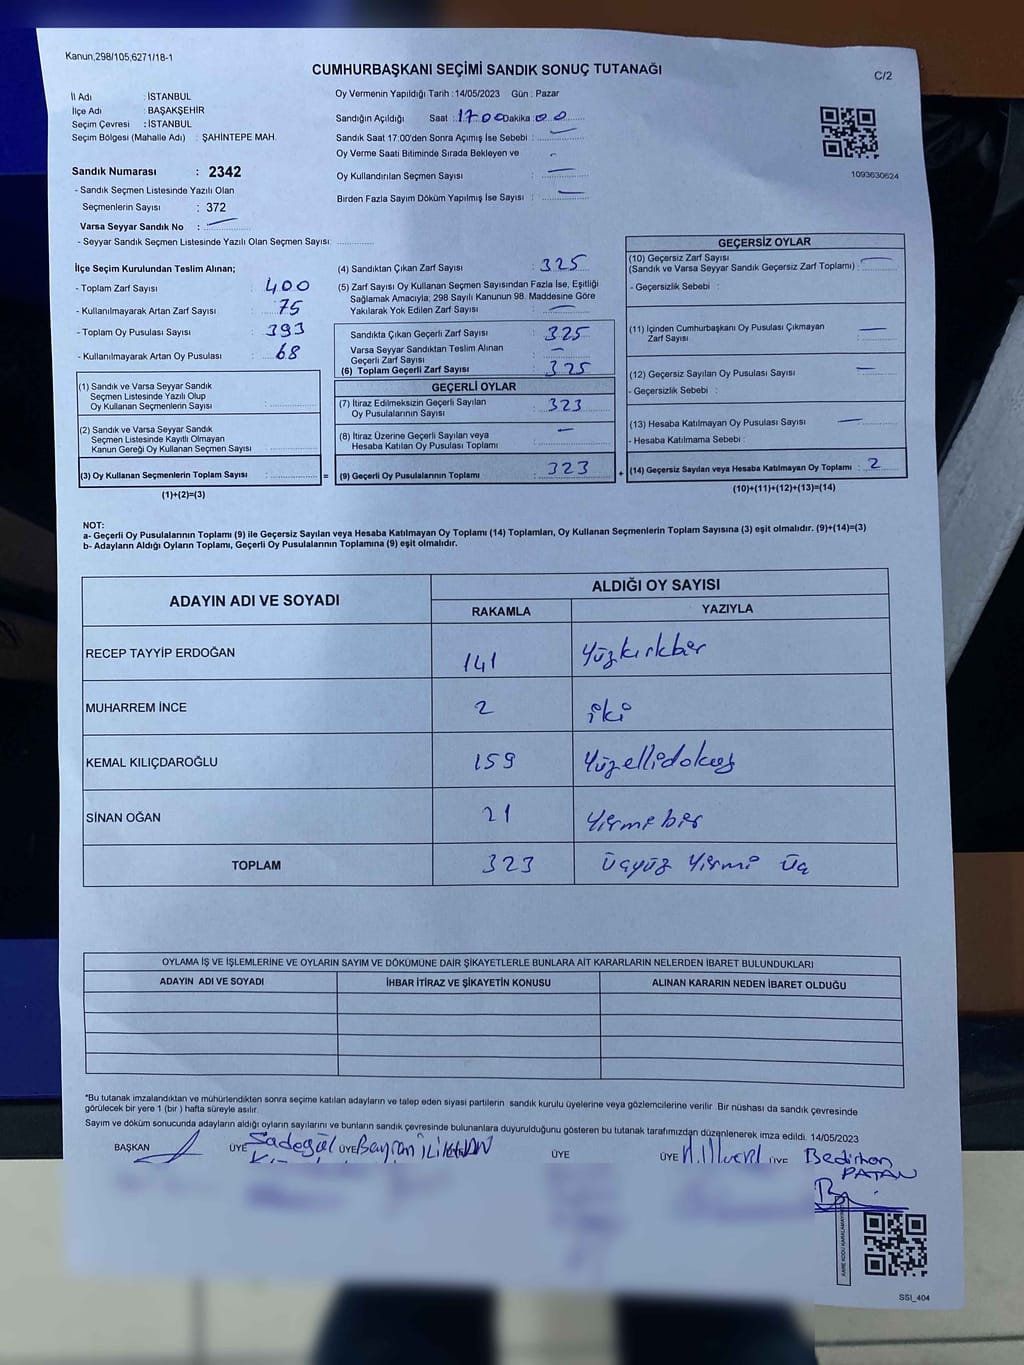 Kanun;298/105,6271/18-1
CUMHURBAŞKANI SEÇİMİ SANDIK SONUÇ TUTANAĞI
C/2
İl Adı : İSTANBUL
İlçe Adı : BAŞAKŞEHİR
Seçim Çevresi : İSTANBUL
Seçim Bölgesi (Mahalle Adı) : ŞAHİNTEPE MAH.
Oy Vermenin Yapıldığı Tarih :14/05/2023 Gün : Pazar
Sandığın Açıldığı Saat : 17:00 Dakika 00
Sandık Saat 17.00'den Sonra Açımış İse Sebebi :
Oy Verme Saati Bitiminde Sırada Bekleyen ve
Oy Kullandırılan Seçmen Sayısı :
Birden Fazla Sayım Döküm Yapılmış İse Sayısı :
1093630624
Sandık Numarası : 2342
- Sandık Seçmen Listesinde Yazılı Olan
Seçmenlerin Sayısı : 372
Varsa Seyyar Sandık No :
- Seyyar Sandık Seçmen Listesinde Yazılı Olan Seçmen Sayısı:
İlçe Seçim Kurulundan Teslim Alınan;
- Toplam Zarf Sayısı : 400
- Kullanılmayarak Artan Zarf Sayısı : 75
- Toplam Oy Pusulası Sayısı : 393
- Kullanılmayarak Artan Oy Pusulası : 68
(1) Sandık ve Varsa Seyyar Sandık
Seçmen Listesinde Yazılı Olup
Oy Kullanan Seçmenlerin Sayısı :
(2) Sandık ve Varsa Seyyar Sandık
Seçmen Listesinde Kayıtlı Olmayan
Kanun Gereği Oy Kullanan Seçmen Sayısı :
(3) Oy Kullanan Seçmenlerin Toplam Sayısı :
=
(1)+(2)=(3)
(4) Sandıktan Çıkan Zarf Sayısı : 325
(5) Zarf Sayısı Oy Kullanan Seçmen Sayısından Fazla İse, Eşitliği
Sağlamak Amacıyla; 298 Sayılı Kanunun 98. Maddesine Göre
Yakılarak Yok Edilen Zarf Sayısı :
Sandıkta Çıkan Geçerli Zarf Sayısı : 325
Varsa Seyyar Sandıktan Teslim Alınan
Geçerli Zarf Sayısı : -
(6) Toplam Geçerli Zarf Sayısı : 325
GEÇERLİ OYLAR
(7) İtiraz Edilmeksizin Geçerli Sayılan
Oy Pusulalarının Sayısı : 323
(8) İtiraz Üzerine Geçerli Sayılan veya
Hesaba Katılan Oy Pusulası Toplamı : -
(9) Geçerli Oy Pusulalarının Toplamı : 323
+
GEÇERSİZ OYLAR
(10) Geçersiz Zarf Sayısı
(Sandık ve Varsa Seyyar Sandık Geçersiz Zarf Toplamı) :
- Geçersizlik Sebebi :
(11) İçinden Cumhurbaşkanı Oy Pusulası Çıkmayan
Zarf Sayısı : -
(12) Geçersiz Sayılan Oy Pusulası Sayısı : -
- Geçersizlik Sebebi :
(13) Hesaba Katılmayan Oy Pusulası Sayısı : -
- Hesaba Katılmama Sebebi :
(14) Geçersiz Sayılan veya Hesaba Katılmayan Oy Toplamı : 2
(10)+(11)+(12)+(13)=(14)
NOT:
a- Geçerli Oy Pusulalarının Toplamı (9) ile Geçersiz Sayılan veya Hesaba Katılmayan Oy Toplamı (14) Toplamları, Oy Kullanan Seçmenlerin Toplam Sayısına (3) eşit olmalıdır. (9)+(14)=(3)
b- Adayların Aldığı Oyların Toplamı, Geçerli Oy Pusulalarının Toplamına (9) eşit olmalıdır.
ADAYIN ADI VE SOYADI
ALDIĞI OY SAYISI
RAKAMLA YAZIYLA
RECEP TAYYİP ERDOĞAN 141 Yüzkırkbir
MUHARREM İNCE 2 iki
KEMAL KILIÇDAROĞLU 159 Yüzellidokuz
SİNAN OĞAN 21 Yirmibir
TOPLAM 323 Üçyüz Yirmi Üç
OYLAMA İŞ VE İŞLEMLERİNE VE OYLARIN SAYIM VE DÖKÜMÜNE DAİR ŞİKAYETLERLE BUNLARA AİT KARARLARIN NELERDEN İBARET BULUNDUKLARI
ADAYIN ADI VE SOYADI İHBAR İTİRAZ VE ŞİKAYETİN KONUSU ALINAN KARARIN NEDEN İBARET OLDUĞU
*Bu tutanak imzalandıktan ve mühürlendikten sonra seçime katılan adayların ve talep eden siyasi partilerin sandık kurulu üyelerine veya gözlemcilerine verilir. Bir nüshası da sandık çevresinde
görülecek bir yere 1 (bir ) hafta süreyle asılır.
Sayım ve döküm sonucunda adayların aldığı oyların sayılarını ve bunların sandık çevresinde bulunanlara duyurulduğunu gösteren bu tutanak tarafımızdan düzenlenerek imza edildi. 14/05/2023
BAŞKAN ÜYE Sadegül ÜYE Bayram ÜYE ÜYE ÜYE Bedirhan
PATAN
KARE KODU KARALAMAYINIZ
SSI_404